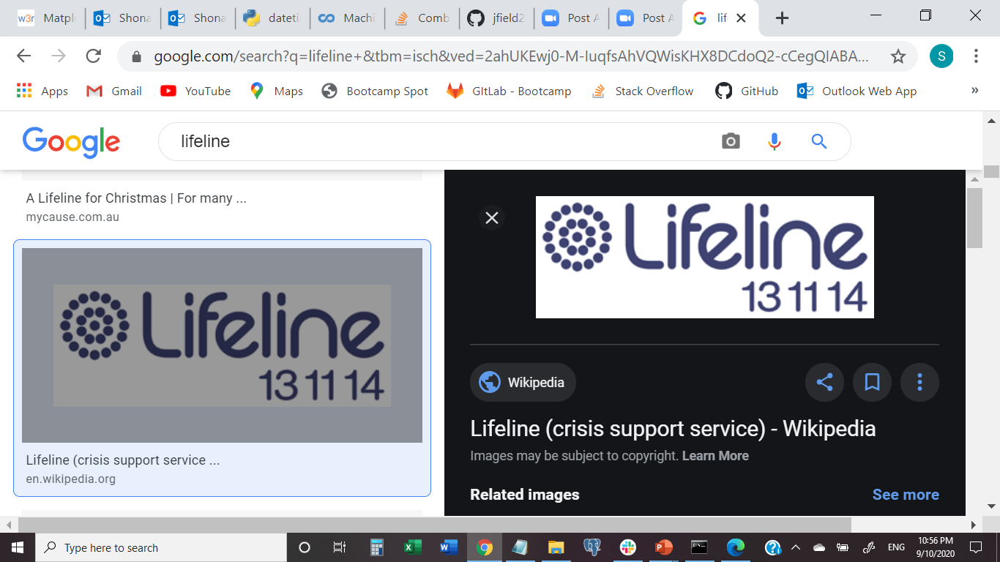 w3r Matpl
Shona
Shona
dateti
Machi
Comb
jfield2
Post A
Post A
lif
google.com/search?q=lifeline+&tbm=isch&ved=2ahUKEwj0-M-IuqfsAhVQWisKHX8DCdoQ2-cCegQIABA...
S
Apps
Gmail
YouTube
Maps
Bootcamp Spot
GItLab - Bootcamp
Stack Overflow
GitHub
Outlook Web App
»
Google
lifeline
A Lifeline for Christmas | For many ...
mycause.com.au
Lifeline
13 11 14
Lifeline (crisis support service ...
en.wikipedia.org
Lifeline
13 11 14
Wikipedia
Lifeline (crisis support service) - Wikipedia
Images may be subject to copyright. Learn More
Related images
See more
Type here to search
ENG
10:56 PM
9/10/2020